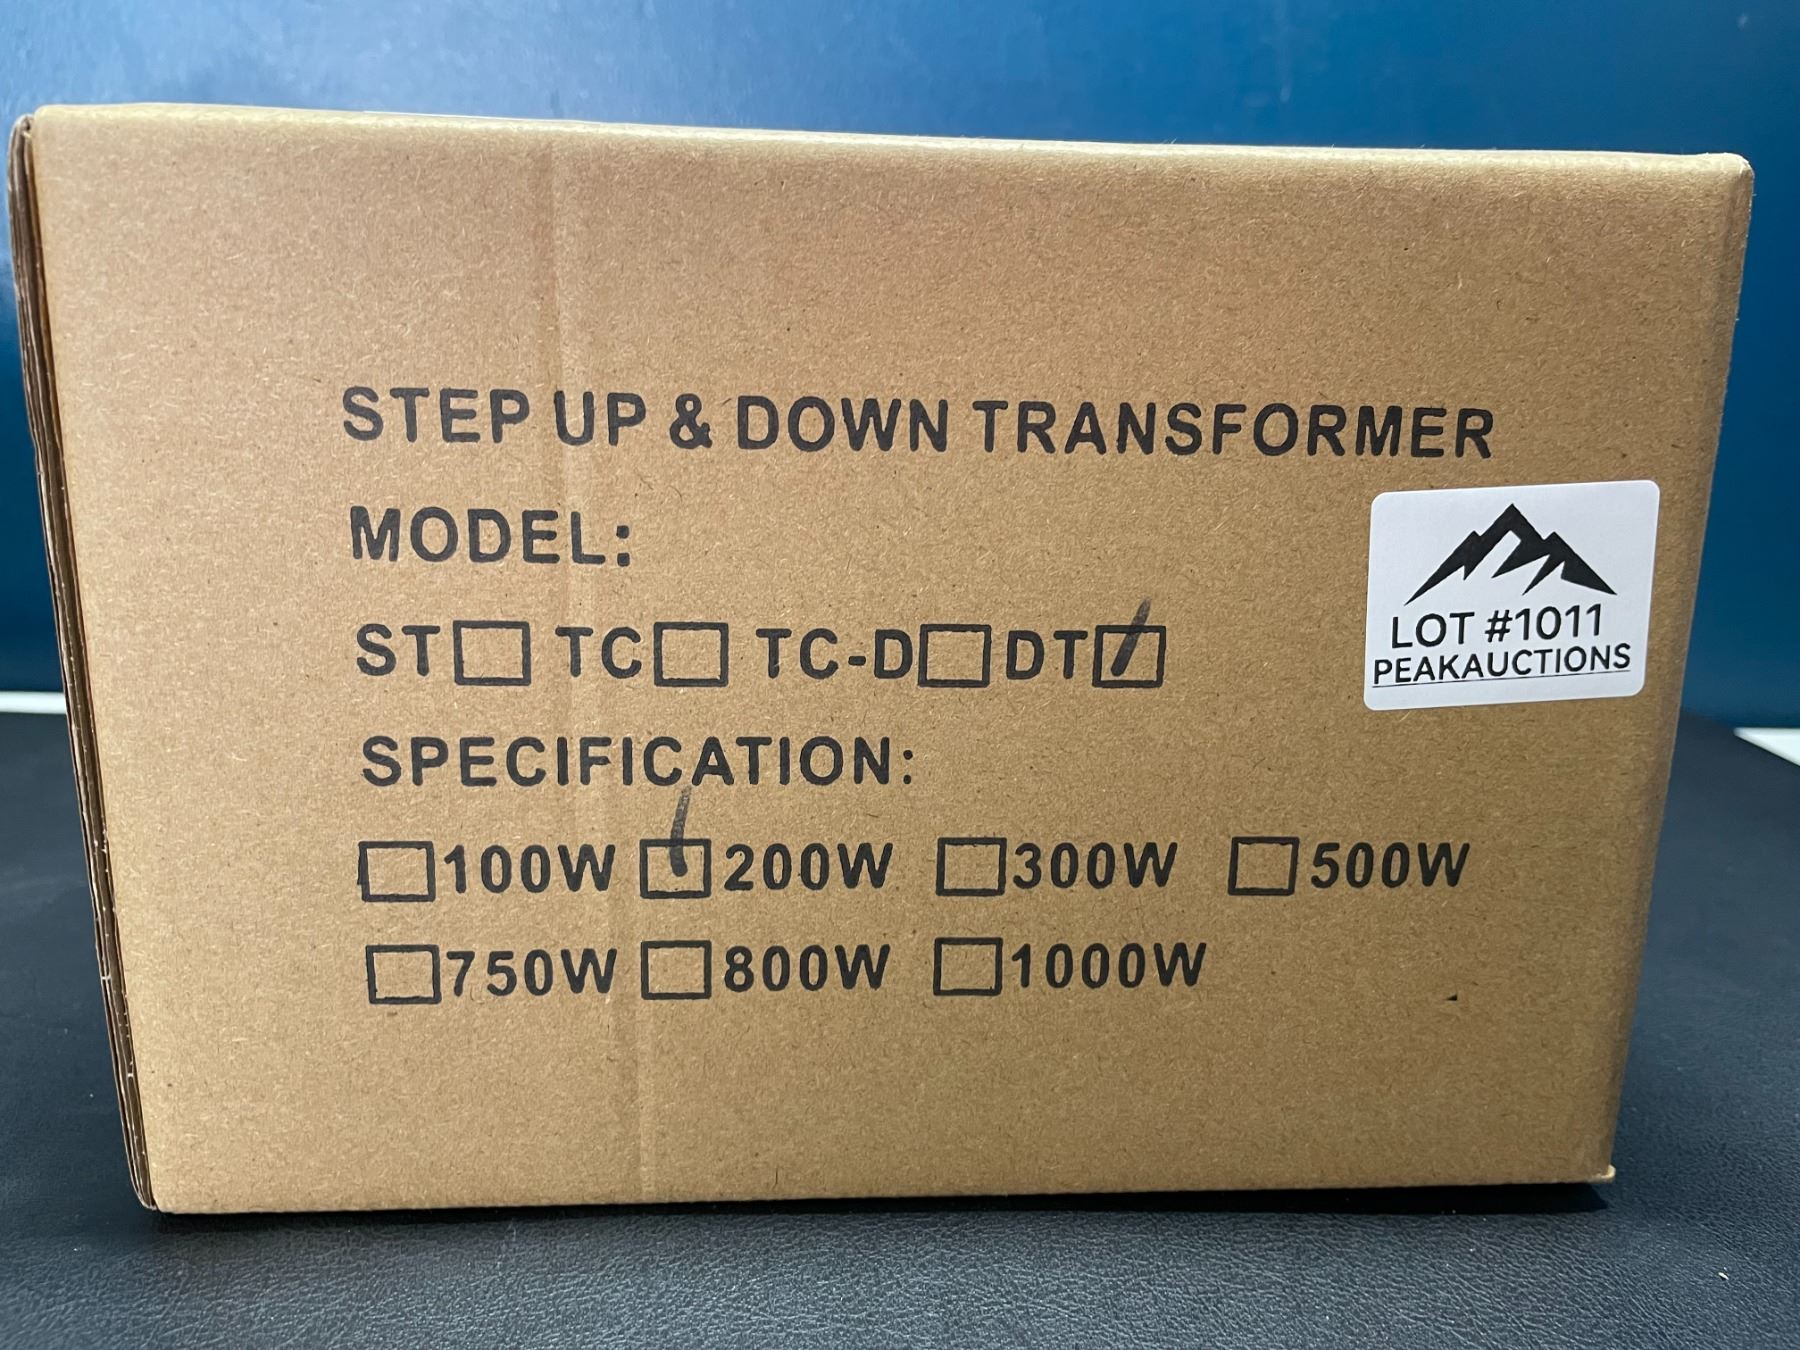 STEP UP & DOWN TRANSFORMER
MODEL:
ST☐ TC☐ TC-D☐ DT☑
SPECIFICATION:
☐100W ☑200W ☐300W ☐500W
☐750W ☐800W ☐1000W
LOT #1011
PEAKAUCTIONS